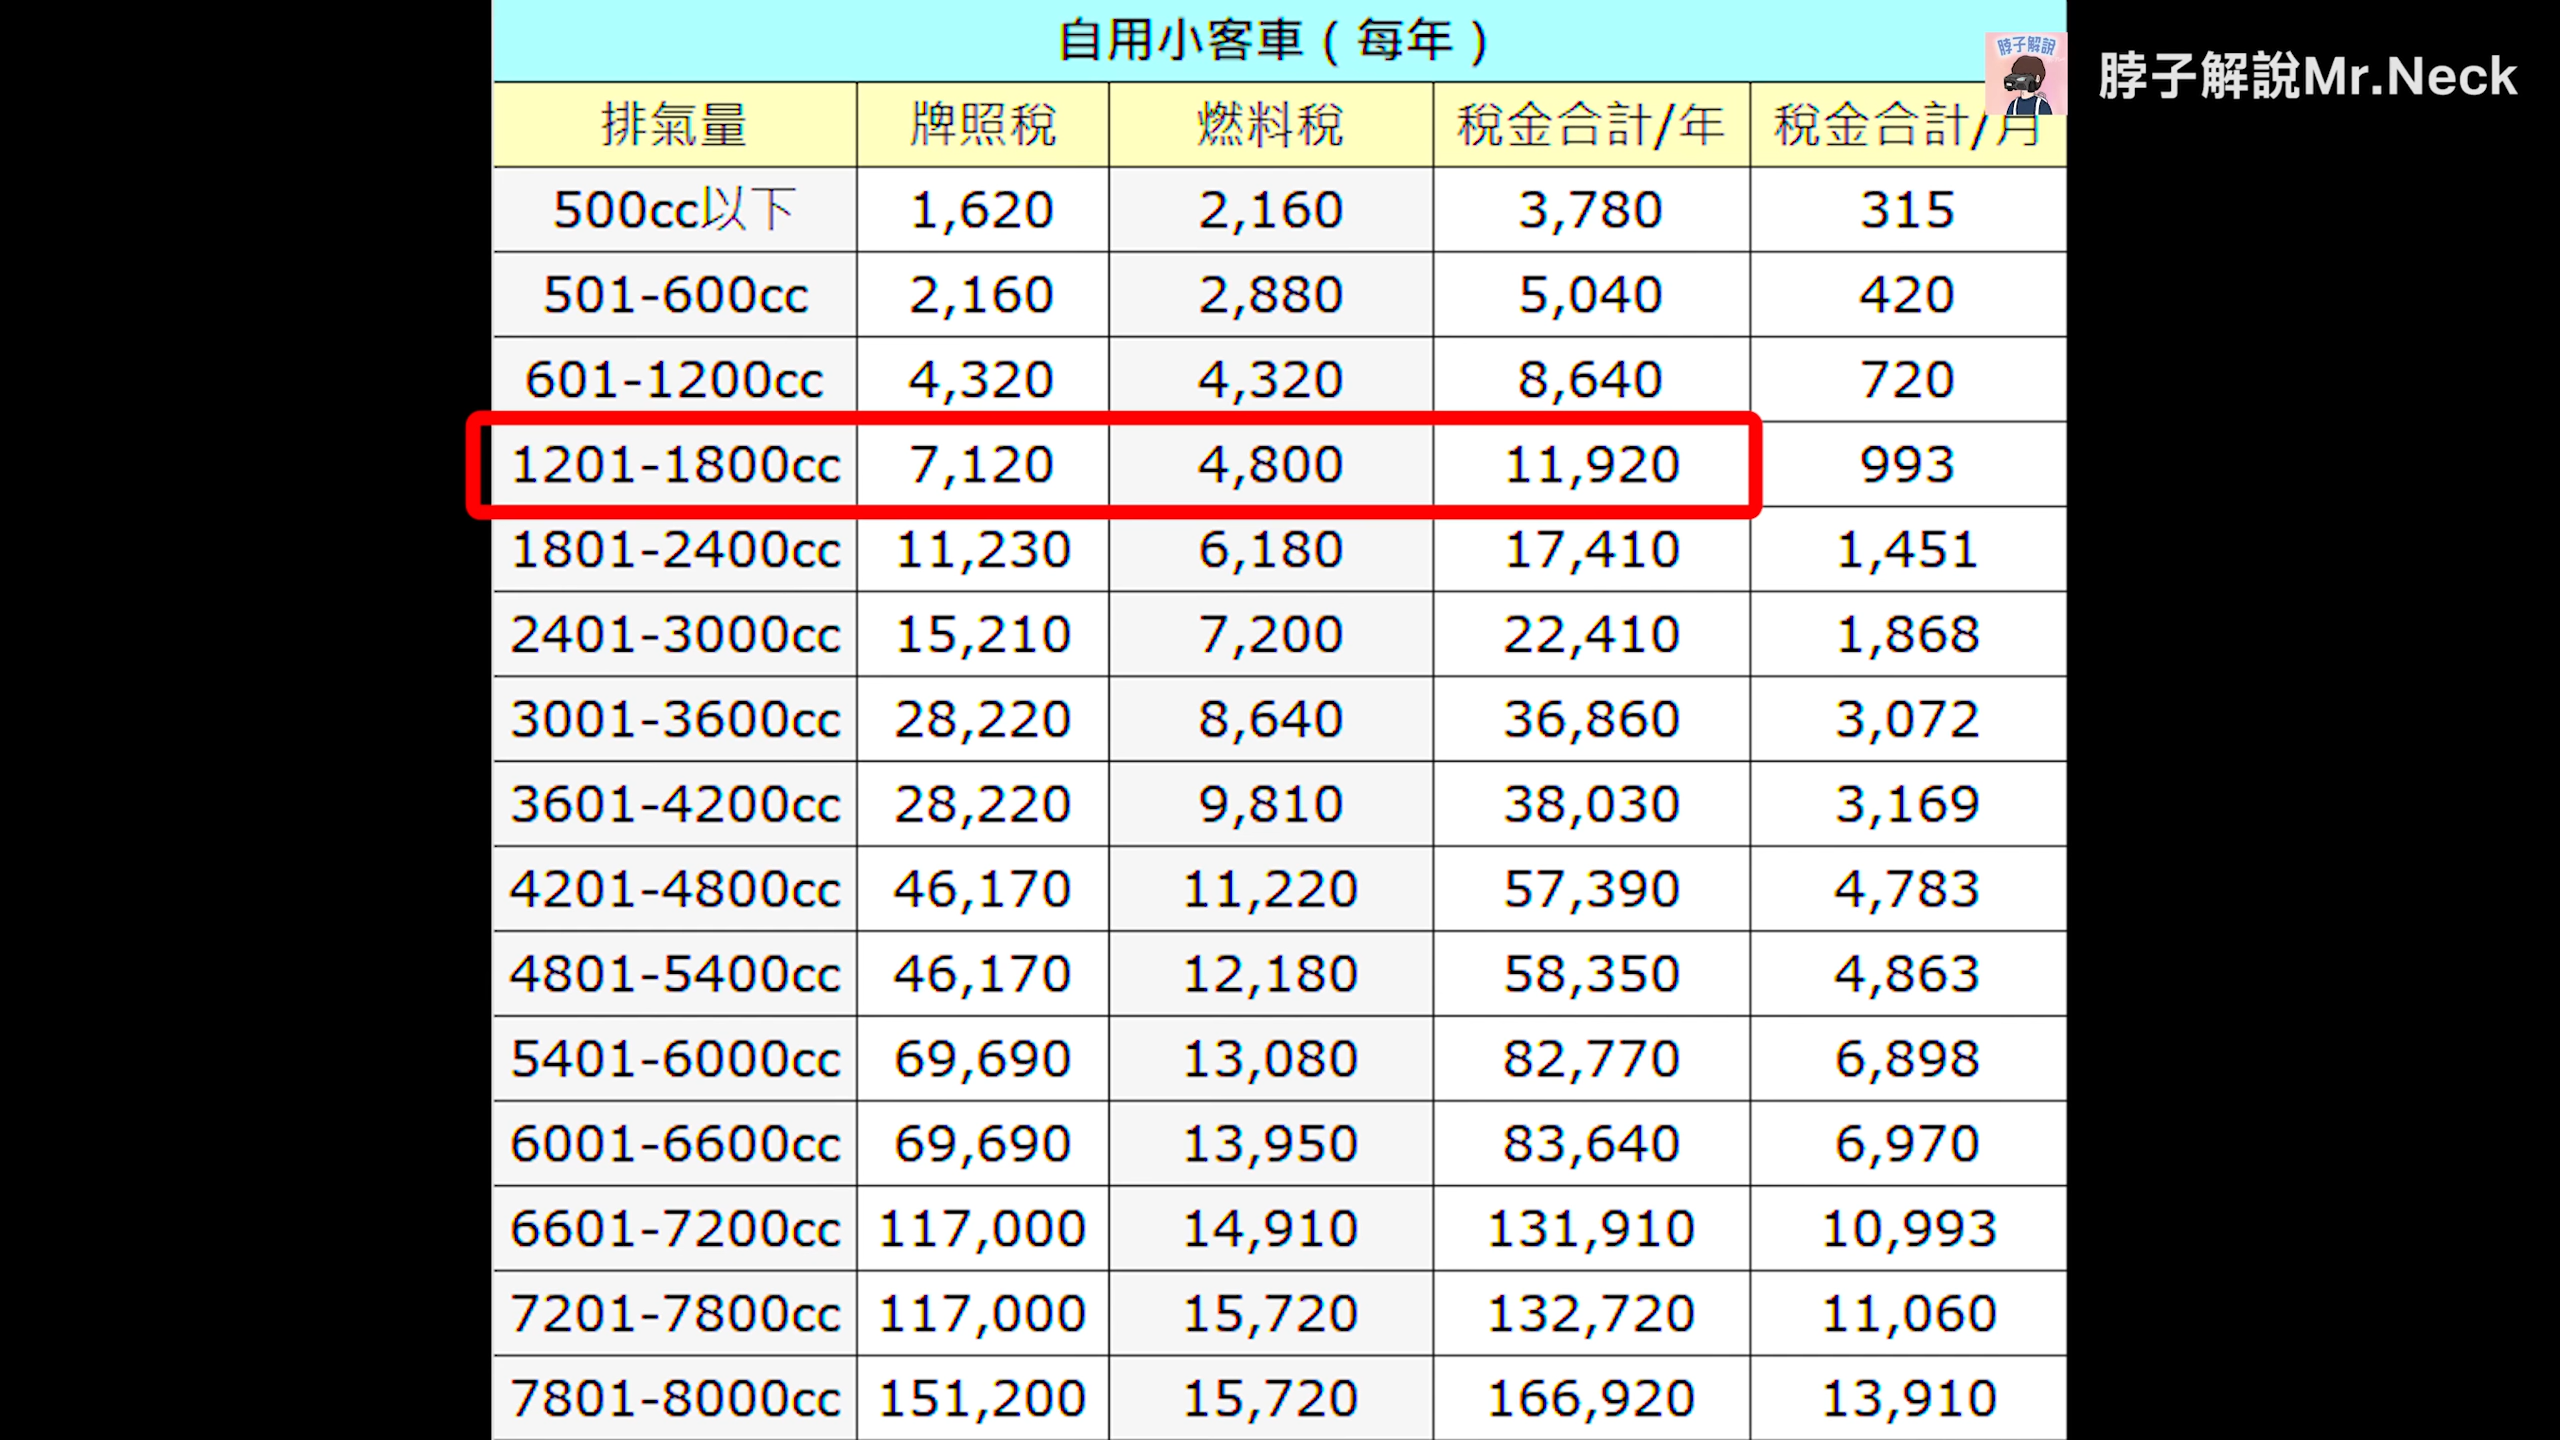 自用小客車（每年）
脖子解說
脖子解說Mr.Neck
排氣量 牌照稅 燃料稅 稅金合計/年 稅金合計/月
500cc以下 1,620 2,160 3,780 315
501-600cc 2,160 2,880 5,040 420
601-1200cc 4,320 4,320 8,640 720
1201-1800cc 7,120 4,800 11,920 993
1801-2400cc 11,230 6,180 17,410 1,451
2401-3000cc 15,210 7,200 22,410 1,868
3001-3600cc 28,220 8,640 36,860 3,072
3601-4200cc 28,220 9,810 38,030 3,169
4201-4800cc 46,170 11,220 57,390 4,783
4801-5400cc 46,170 12,180 58,350 4,863
5401-6000cc 69,690 13,080 82,770 6,898
6001-6600cc 69,690 13,950 83,640 6,970
6601-7200cc 117,000 14,910 131,910 10,993
7201-7800cc 117,000 15,720 132,720 11,060
7801-8000cc 151,200 15,720 166,920 13,910